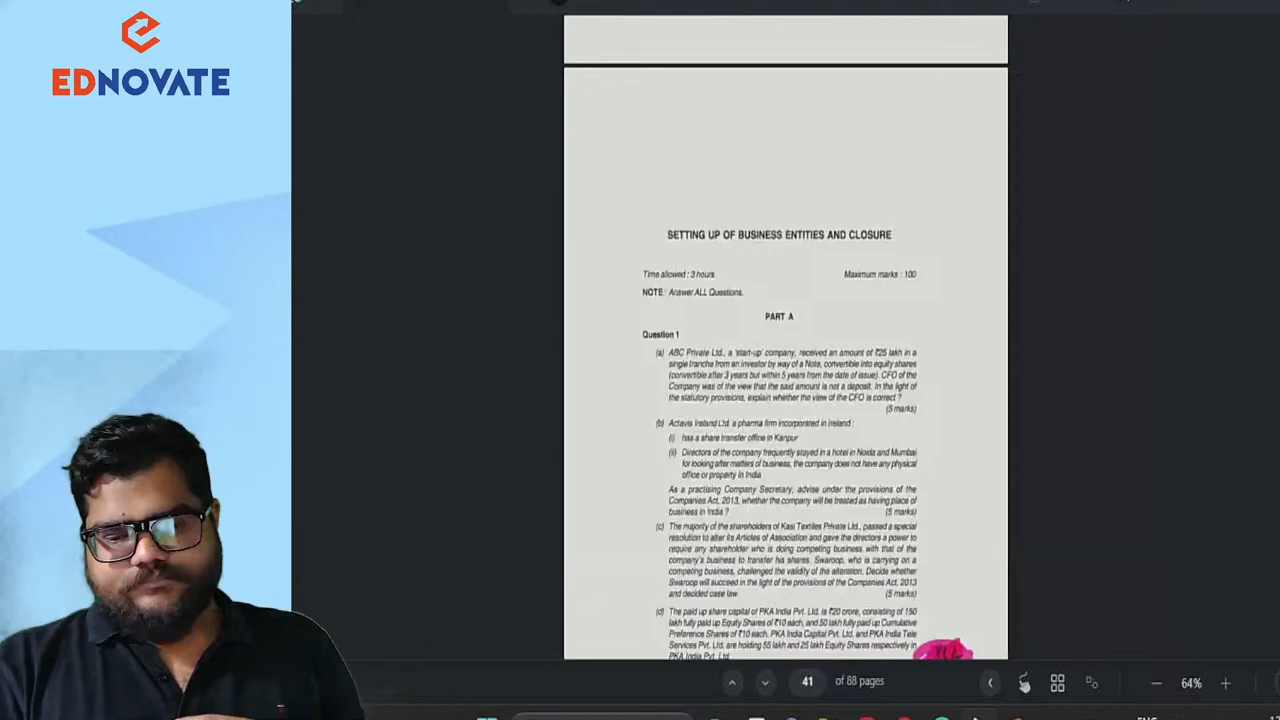 EDNOVATE
SETTING UP OF BUSINESS ENTITIES AND CLOSURE
Time allowed : 3 hours Maximum marks : 100
NOTE : Answer ALL Questions.
PART A
Question 1
(a) ABC Private Ltd., a 'start-up' company, received an amount of ₹25 lakh in a
single tranche from an investor by way of a Note, convertible into equity shares
(convertible after 3 years but within 5 years from the date of issue). CFO of the
Company was of the view that the said amount is not a deposit. In the light of
the statutory provisions, explain whether the view of the CFO is correct ?
(5 marks)
(b) Actavis Ireland Ltd. a pharma firm incorporated in Ireland :
(i) has a share transfer office in Kanpur
(ii) Directors of the company frequently stayed in a hotel in Noida and Mumbai
for looking after matters of business, the company does not have any physical
office or property in India
As a practising Company Secretary, advise under the provisions of the
Companies Act, 2013, whether the company will be treated as having place of
business in India ? (5 marks)
(c) The majority of the shareholders of Kasi Textiles Private Ltd., passed a special
resolution to alter its Articles of Association and gave the directors a power to
require any shareholder who is doing competing business with that of the
company's business to transfer his shares. Swaroop, who is carrying on a
competing business, challenged the validity of the alteration. Decide whether
Swaroop will succeed in the light of the provisions of the Companies Act, 2013
and decided case law. (5 marks)
(d) The paid up share capital of PKA India Pvt. Ltd. is ₹20 crore, consisting of 150
lakh fully paid up Equity Shares of ₹10 each, and 50 lakh fully paid up Cumulative
Preference Shares of ₹10 each. PKA India Capital Pvt. Ltd. and PKA India Tele
Services Pvt. Ltd. are holding 55 lakh and 25 lakh Equity Shares respectively in
PKA India Pvt. Ltd.
41 of 88 pages 64%